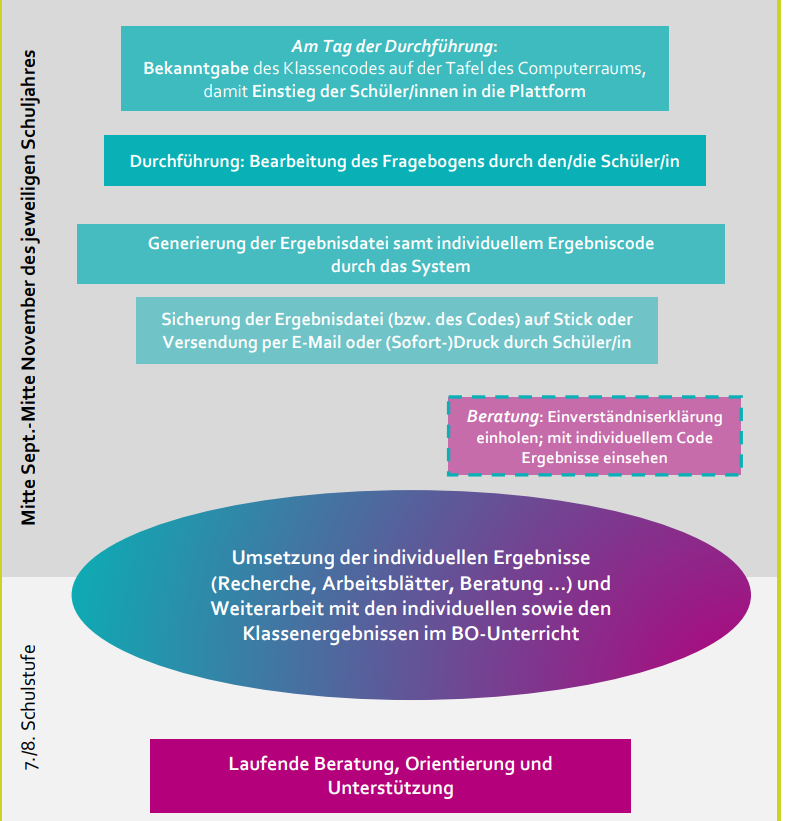 Am Tag der Durchführung:
Bekanntgabe des Klassencodes auf der Tafel des Computerraums,
damit Einstieg der Schüler/innen in die Plattform
Durchführung: Bearbeitung des Fragebogens durch den/die Schüler/in
Generierung der Ergebnisdatei samt individuellem Ergebniscode
durch das System
Sicherung der Ergebnisdatei (bzw. des Codes) auf Stick oder
Versendung per E-Mail oder (Sofort-)Druck durch Schüler/in
Beratung: Einverständniserklärung
einholen; mit individuellem Code
Ergebnisse einsehen
Mitte Sept.-Mitte November des jeweiligen Schuljahres
Umsetzung der individuellen Ergebnisse
(Recherche, Arbeitsblätter, Beratung ...) und
Weiterarbeit mit den individuellen sowie den
Klassenergebnissen im BO-Unterricht
7./8. Schulstufe
Laufende Beratung, Orientierung und
Unterstützung